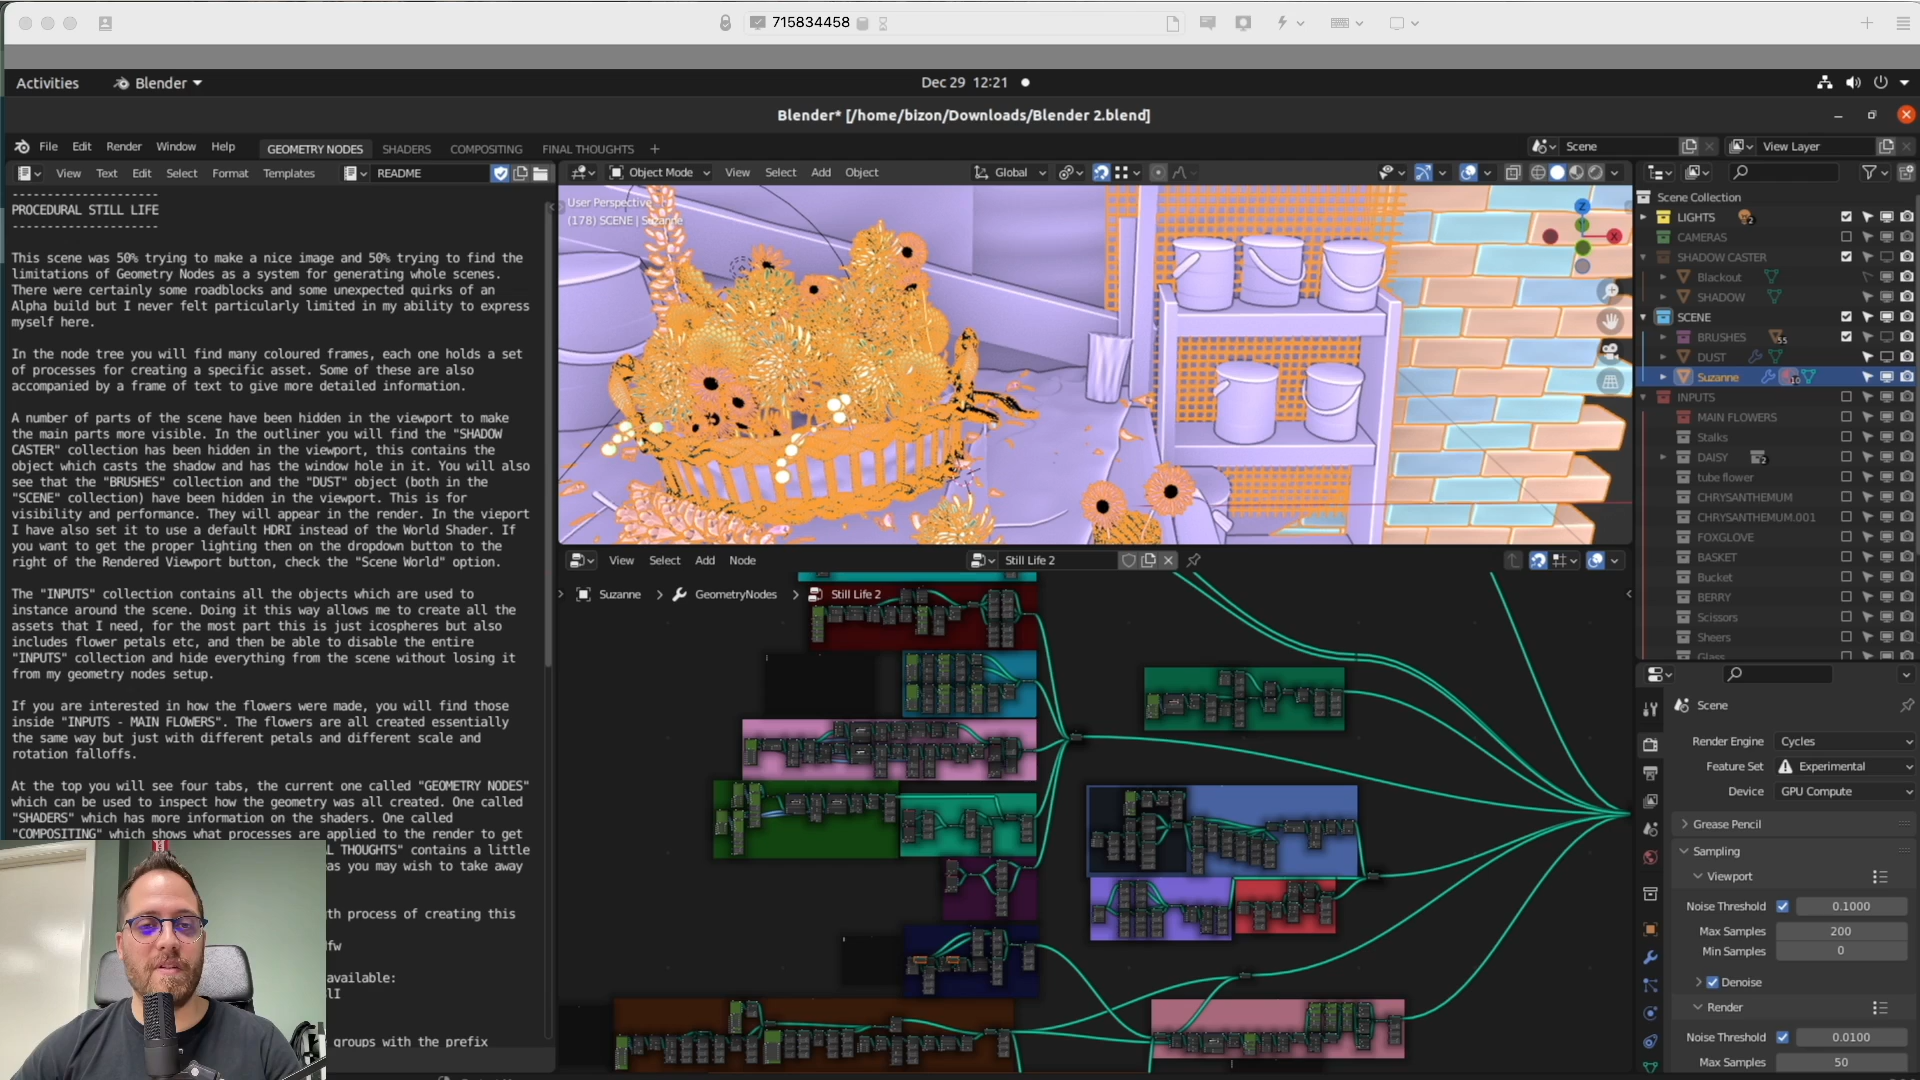 715834458
Activities
Blender
Dec 29 12:21
Blender* [/home/bizon/Downloads/Blender 2.blend]
File Edit Render Window Help
GEOMETRY NODES SHADERS COMPOSITING FINAL THOUGHTS +
Scene
View Layer
View Text Edit Select Format Templates
README
PROCEDURAL STILL LIFE
This scene was 50% trying to make a nice image and 50% trying to find the
limitations of Geometry Nodes as a system for generating whole scenes.
There were certainly some roadblocks and some unexpected quirks of an
Alpha build but I never felt particularly limited in my ability to express
myself here.
In the node tree you will find many coloured frames, each one holds a set
of processes for creating a specific asset. Some of these are also
accompanied by a frame of text to give more detailed information.
A number of parts of the scene have been hidden in the viewport to make
the main parts more visible. In the outliner you will find the "SHADOW
CASTER" collection has been hidden in the viewport, this contains the
object which casts the shadow and has the window hole in it. You will also
see that the "BRUSHES" collection and the "DUST" object (both in the
"SCENE" collection) have been hidden in the viewport. This is for
visibility and performance. They will appear in the render. In the vieport
I have also set it to use a default HDRI instead of the World Shader. If
you want to get the proper lighting then on the dropdown button to the
right of the Rendered Viewport button, check the "Scene World" option.
The "INPUTS" collection contains all the objects which are used to
instance around the scene. Doing it this way allows me to create all the
assets that I need, for the most part this is just icospheres but also
includes flower petals etc, and then be able to disable the entire
"INPUTS" collection and hide everything from the scene without losing it
from my geometry nodes setup.
If you are interested in how the flowers were made, you will find those
inside "INPUTS - MAIN FLOWERS". The flowers are all created essentially
the same way but just with different petals and different scale and
rotation falloffs.
At the top you will see four tabs, the current one called "GEOMETRY NODES"
which can be used to inspect how the geometry was all created. One called
"SHADERS" which has more information on the shaders. One called
"COMPOSITING" which shows what processes are applied to the render to get
THOUGHTS" contains a little
as you may wish to take away
process of creating this
available:
groups with the prefix
Object Mode View Select Add Object
Global
User Perspective
(178) SCENE | Suzanne
Z
X
View Select Add Node
Still Life 2
Suzanne > GeometryNodes > Still Life 2
Scene Collection
LIGHTS 2
CAMERAS
SHADOW CASTER
Blackout
SHADOW
SCENE
BRUSHES 55
DUST
Suzanne 10
INPUTS
MAIN FLOWERS
Stalks
DAISY 2
tube flower
CHRYSANTHEMUM
CHRYSANTHEMUM.001
FOXGLOVE
BASKET
Bucket
BERRY
Scissors
Sheers
Glass
Scene
Render Engine Cycles
Feature Set Experimental
Device GPU Compute
Grease Pencil
Sampling
Viewport
Noise Threshold 0.1000
Max Samples 200
Min Samples 0
Denoise
Render
Noise Threshold 0.0100
Max Samples 50